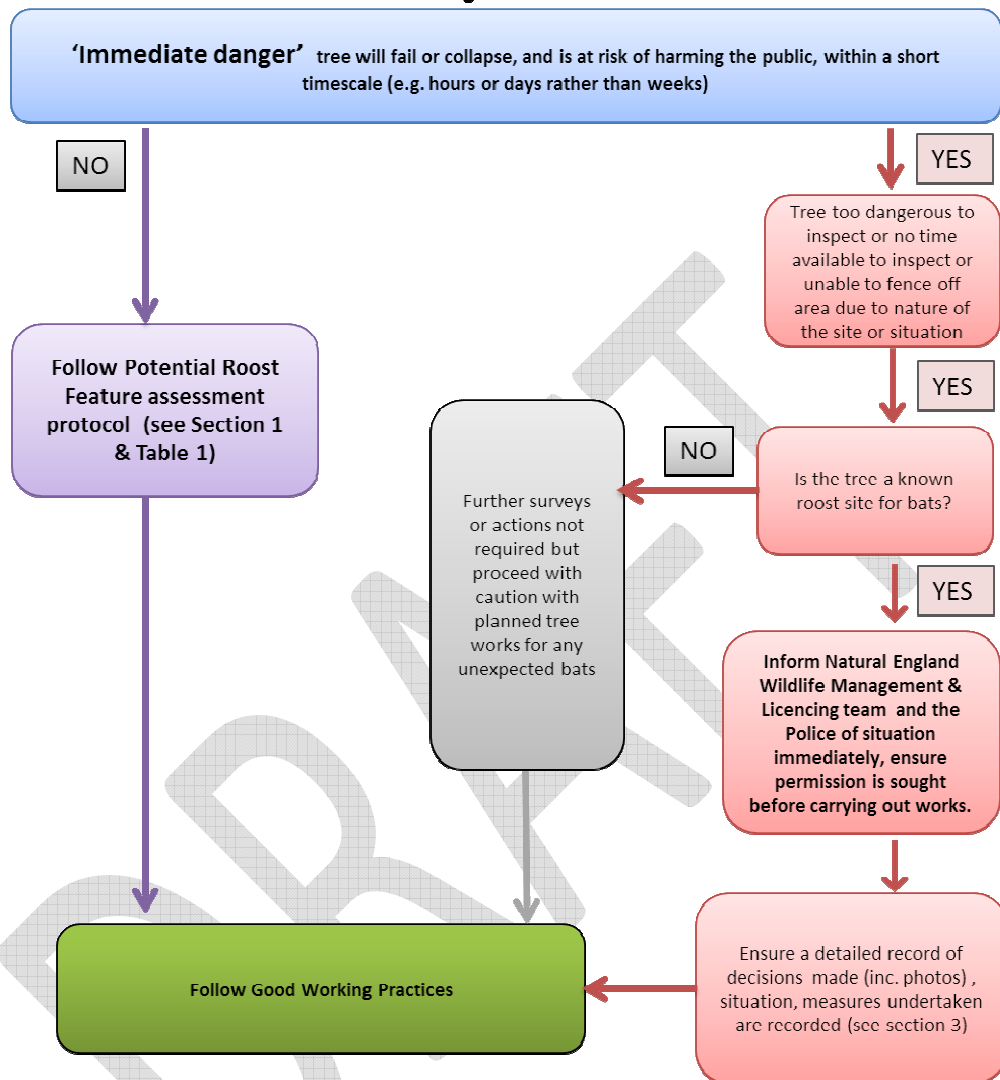 ‘Immediate danger’ tree will fail or collapse, and is at risk of harming the public, within a short
timescale (e.g. hours or days rather than weeks)
NO
YES
Tree too dangerous to
inspect or no time
available to inspect or
unable to fence off
area due to nature of
the site or situation
Follow Potential Roost
Feature assessment
protocol (see Section 1
& Table 1)
YES
NO
Is the tree a known
roost site for bats?
Further surveys
or actions not
required but
proceed with
caution with
planned tree
works for any
unexpected bats
YES
Inform Natural England
Wildlife Management &
Licencing team and the
Police of situation
immediately, ensure
permission is sought
before carrying out works.
Ensure a detailed record of
decisions made (inc. photos) ,
situation, measures undertaken
are recorded (see section 3)
Follow Good Working Practices
DRAFT